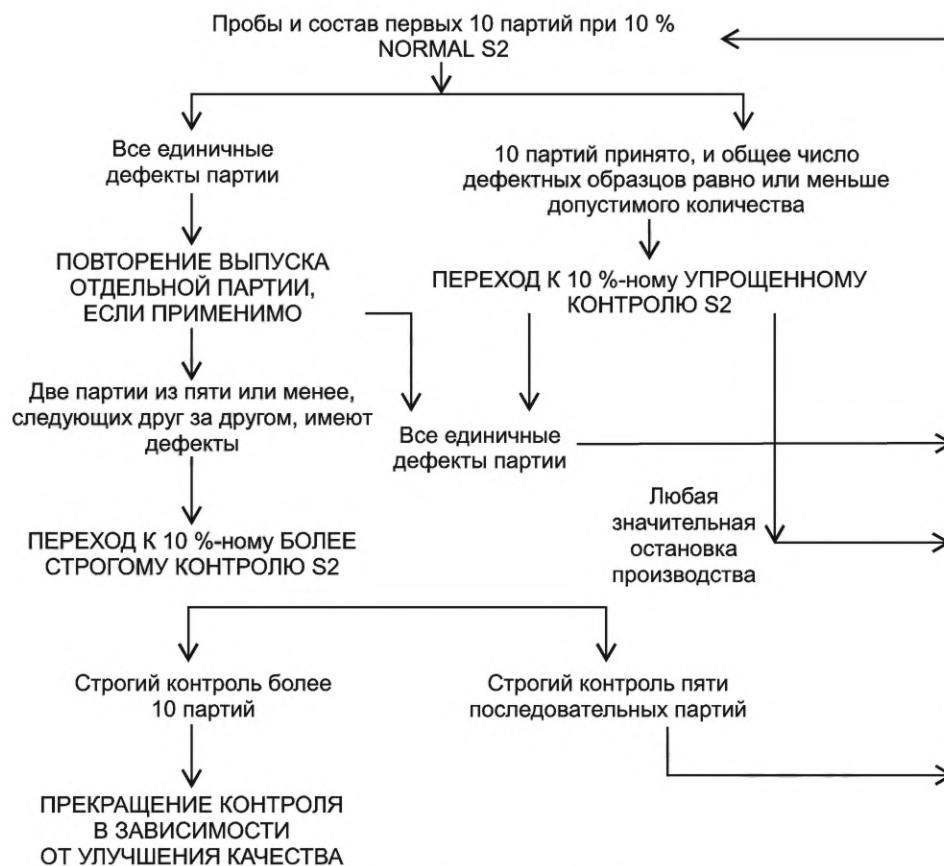 Пробы и состав первых 10 партий при 10 %
NORMAL S2
Все единичные
дефекты партии
10 партий принято, и общее число
дефектных образцов равно или меньше
допустимого количества
ПОВТОРЕНИЕ ВЫПУСКА
ОТДЕЛЬНОЙ ПАРТИИ,
ЕСЛИ ПРИМЕНИМО
ПЕРЕХОД К 10 %-ному УПРОЩЕННОМУ
КОНТРОЛЮ S2
Две партии из пяти или менее,
следующих друг за другом, имеют
дефекты
Все единичные
дефекты партии
Любая
значительная
остановка
производства
ПЕРЕХОД К 10 %-ному БОЛЕЕ
СТРОГОМУ КОНТРОЛЮ S2
Строгий контроль более
10 партий
Строгий контроль пяти
последовательных партий
ПРЕКРАЩЕНИЕ КОНТРОЛЯ
В ЗАВИСИМОСТИ
ОТ УЛУЧШЕНИЯ КАЧЕСТВА